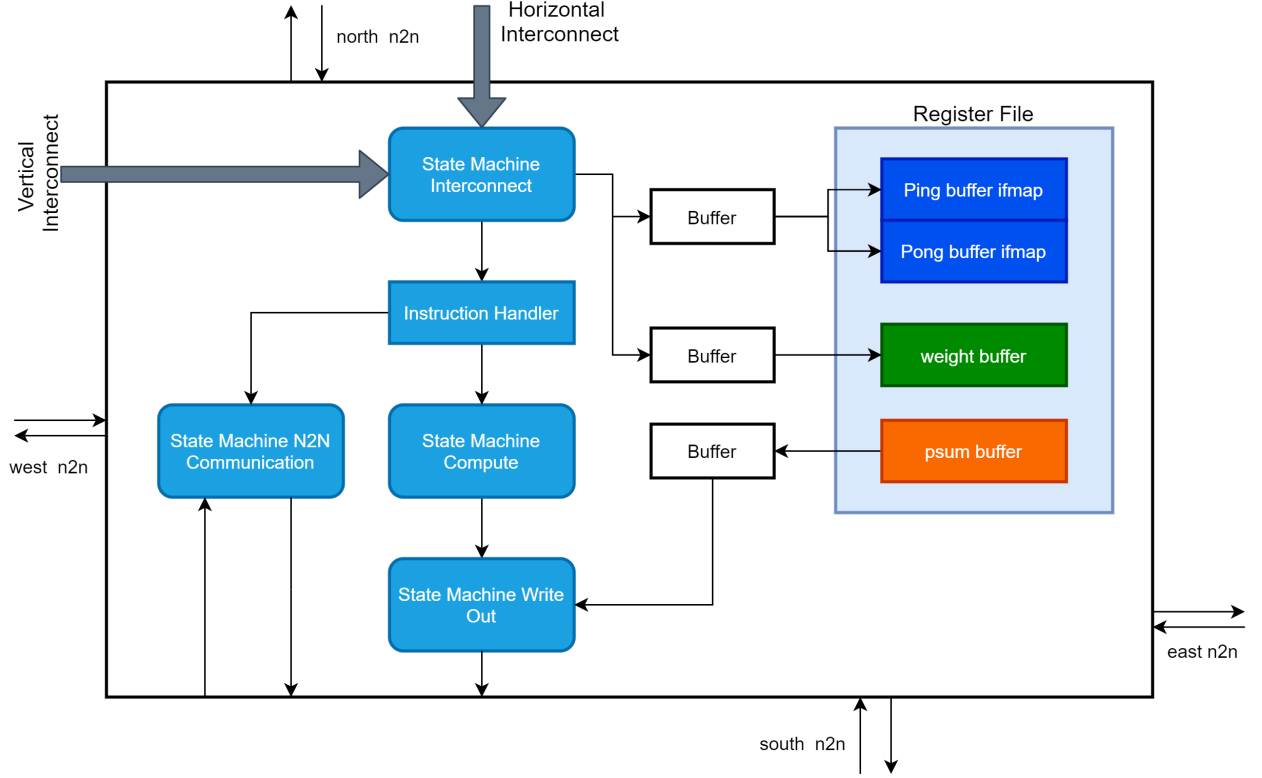 north n2n
Horizontal
Interconnect
Vertical
Interconnect
Register File
State Machine
Interconnect
Buffer
Ping buffer ifmap
Pong buffer ifmap
Instruction Handler
Buffer
weight buffer
State Machine N2N
Communication
State Machine
Compute
Buffer
psum buffer
west n2n
State Machine Write
Out
east n2n
south n2n